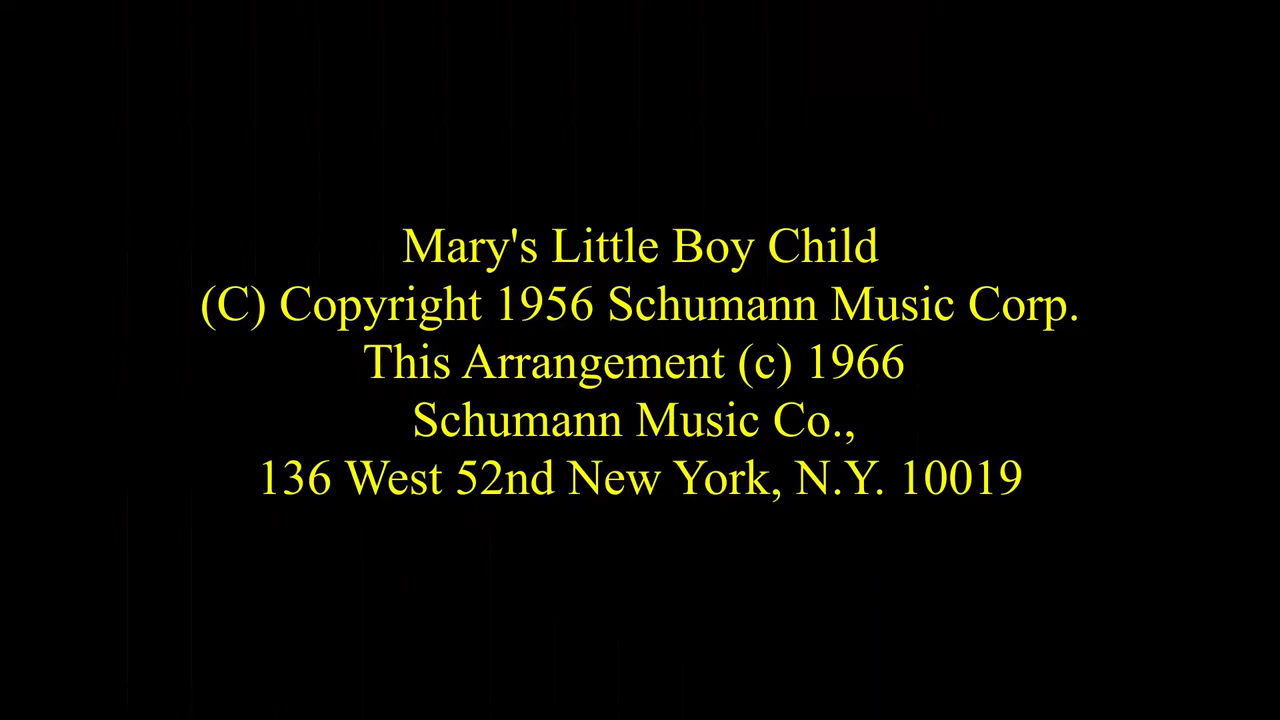 Mary's Little Boy Child
(C) Copyright 1956 Schumann Music Corp.
This Arrangement (c) 1966
Schumann Music Co.,
136 West 52nd New York, N.Y. 10019